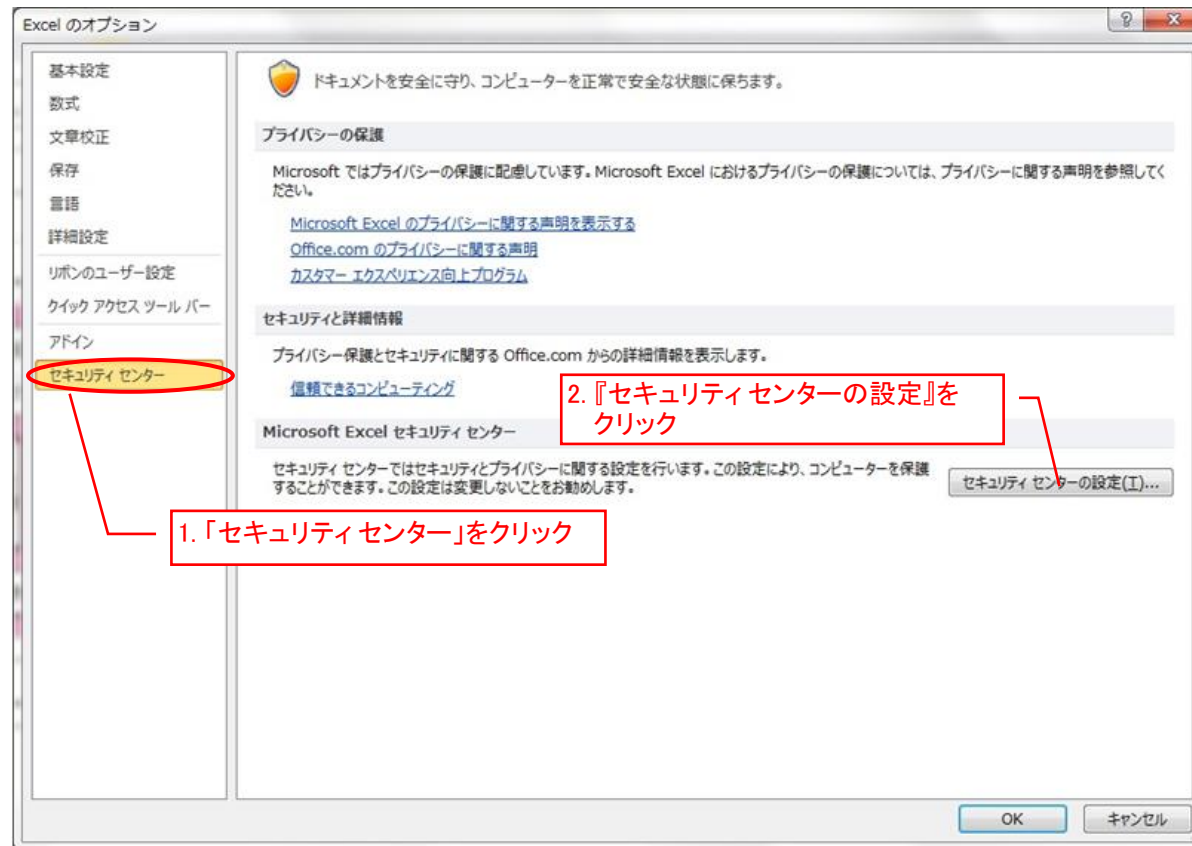 Excel のオプション
基本設定
数式
文章校正
保存
言語
詳細設定
リボンのユーザー設定
クイック アクセス ツール バー
アドイン
セキュリティ センター
ドキュメントを安全に守り、コンピューターを正常で安全な状態に保ちます。
プライバシーの保護
Microsoft ではプライバシーの保護に配慮しています。Microsoft Excel におけるプライバシーの保護については、プライバシーに関する声明を参照してく
ださい。
Microsoft Excel のプライバシーに関する声明を表示する
Office.com のプライバシーに関する声明
カスタマー エクスペリエンス向上プログラム
セキュリティと詳細情報
プライバシー保護とセキュリティに関する Office.com からの詳細情報を表示します。
信頼できるコンピューティング
2.『セキュリティセンターの設定』を
クリック
Microsoft Excel セキュリティ センター
セキュリティ センターではセキュリティとプライバシーに関する設定を行います。この設定により、コンピューターを保護
することができます。この設定は変更しないことをお勧めします。
セキュリティ センターの設定(T)...
1.「セキュリティセンター」をクリック
OK
キャンセル